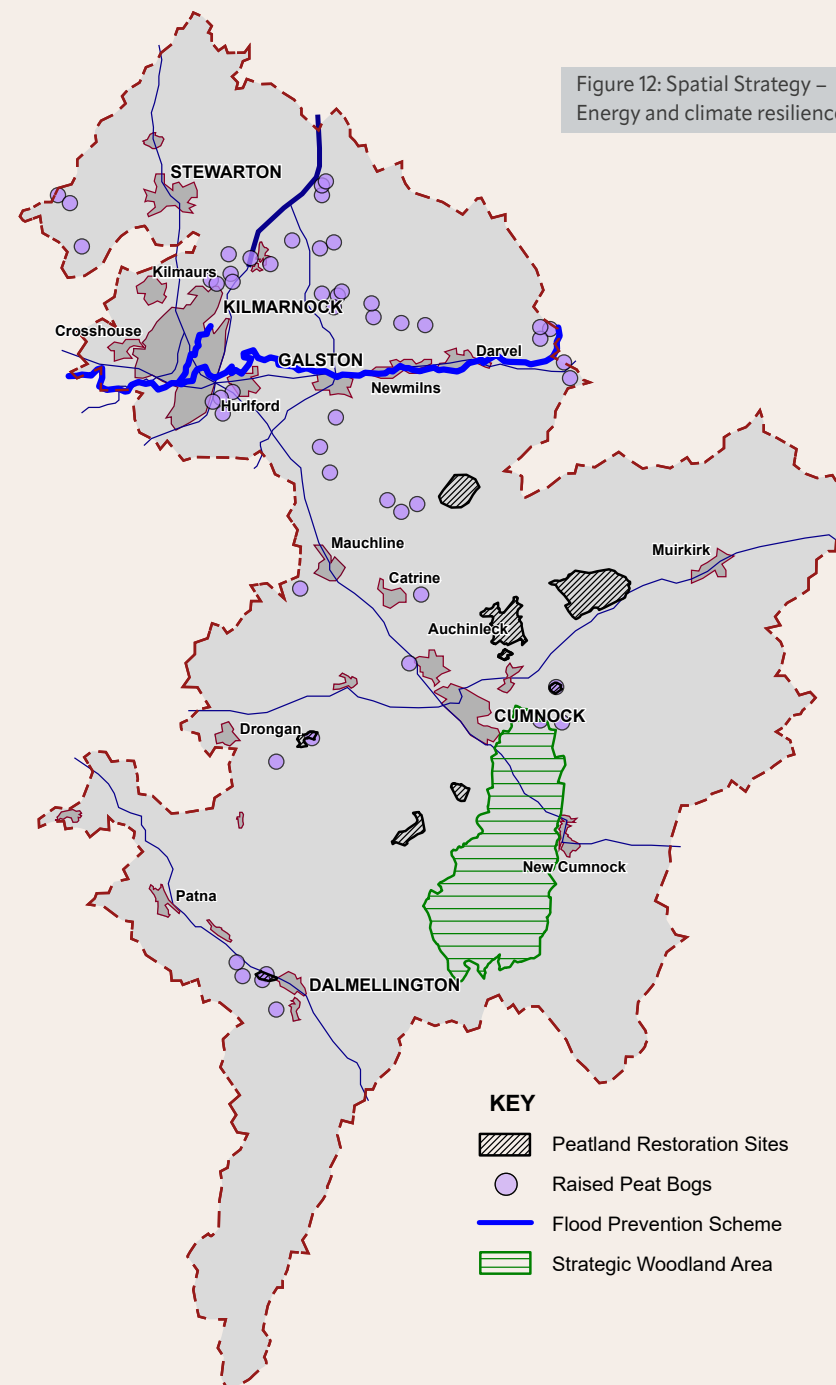 Figure 12: Spatial Strategy –
Energy and climate resilience
STEWARTON
Kilmaurs
KILMARNOCK
Crosshouse
GALSTON
Darvel
Newmilns
Hurlford
Mauchline
Muirkirk
Catrine
Auchinleck
CUMNOCK
Drongan
New Cumnock
Patna
DALMELLINGTON
KEY
Peatland Restoration Sites
Raised Peat Bogs
Flood Prevention Scheme
Strategic Woodland Area